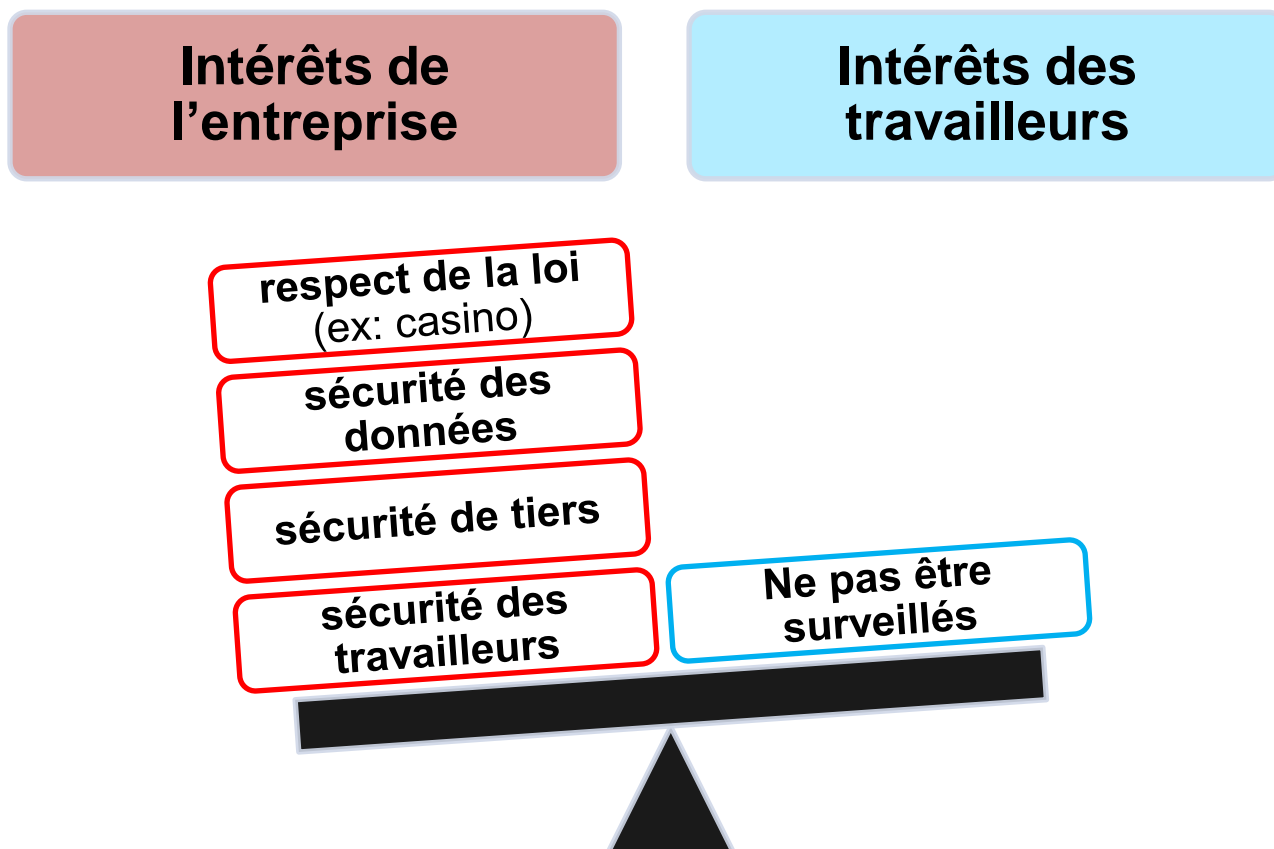 Intérêts de
l’entreprise
Intérêts des
travailleurs
respect de la loi
(ex: casino)
sécurité des
données
sécurité de tiers
sécurité des
travailleurs
Ne pas être
surveillés